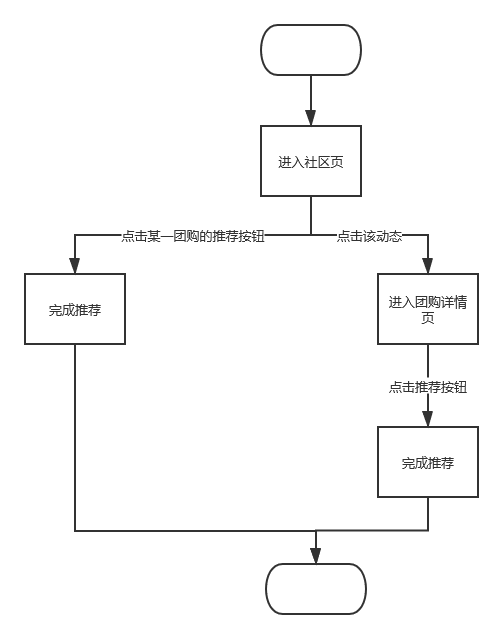 进入社区页
点击某一团购的推荐按钮
点击该动态
完成推荐
进入团购详情
页
点击推荐按钮
完成推荐